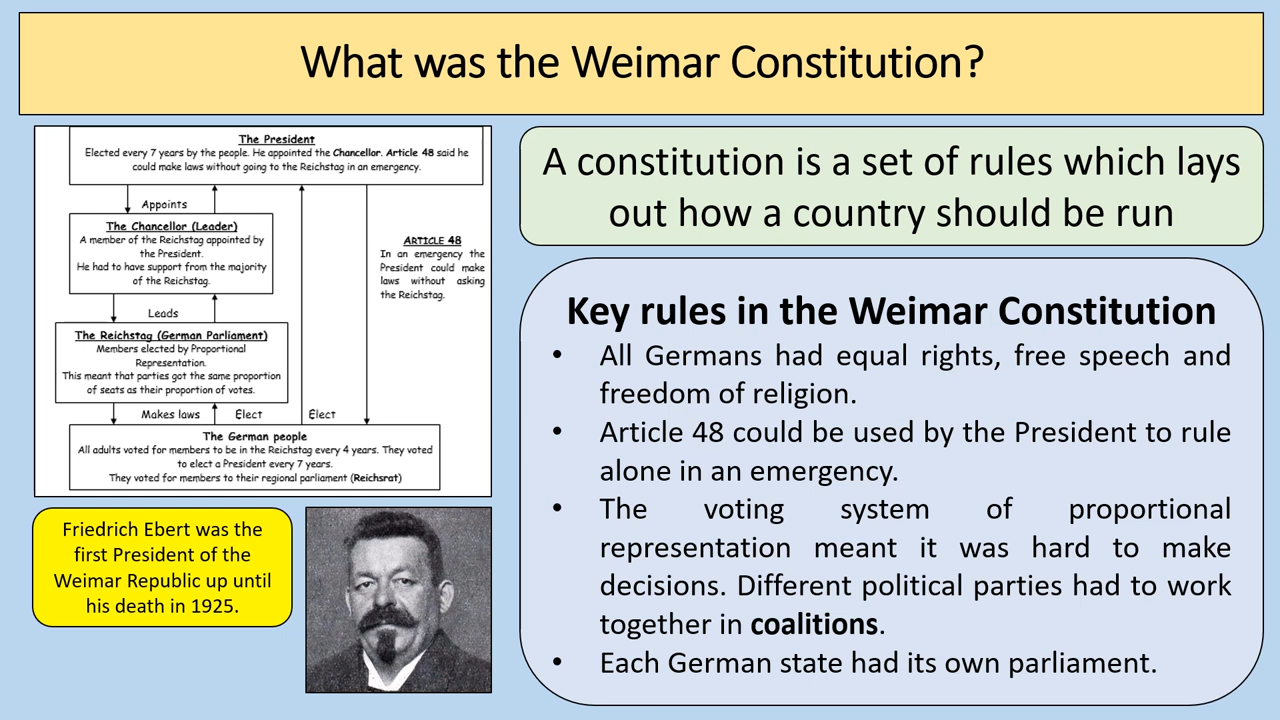 What was the Weimar Constitution?
The President
Elected every 7 years by the people. He appointed the Chancellor. Article 48 said he
could make laws without going to the Reichstag in an emergency.
Appoints
The Chancellor (Leader)
A member of the Reichstag appointed by
the President.
He had to have support from the majority
of the Reichstag.
ARTICLE 48
In an emergency the
President could make
laws without asking
the Reichstag.
Leads
The Reichstag (German Parliament)
Members elected by Proportional
Representation.
This meant that parties got the same proportion
of seats as their proportion of votes.
Makes laws
Elect
Elect
The German people
All adults voted for members to be in the Reichstag every 4 years. They voted
to elect a President every 7 years.
They voted for members to their regional parliament (Reichsrat)
Friedrich Ebert was the
first President of the
Weimar Republic up until
his death in 1925.
A constitution is a set of rules which lays
out how a country should be run
Key rules in the Weimar Constitution
• All Germans had equal rights, free speech and
freedom of religion.
• Article 48 could be used by the President to rule
alone in an emergency.
• The voting system of proportional
representation meant it was hard to make
decisions. Different political parties had to work
together in coalitions.
• Each German state had its own parliament.